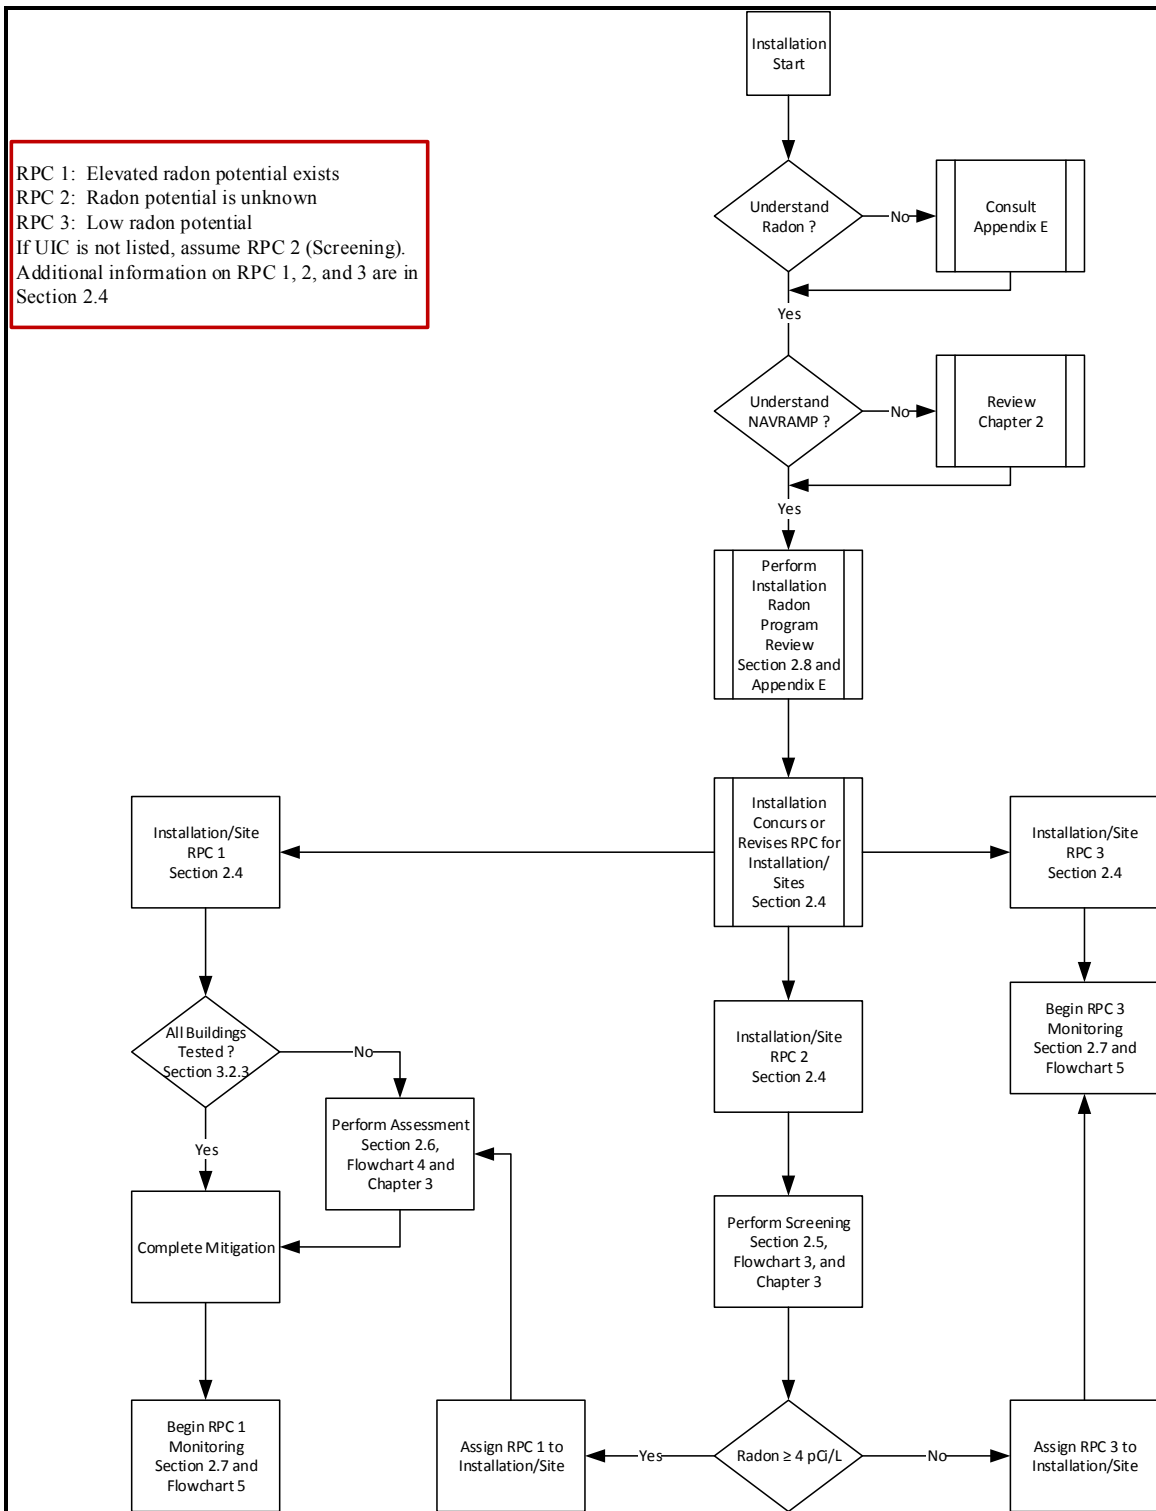 Installation
Start
RPC 1:  Elevated radon potential exists
RPC 2:  Radon potential is unknown
RPC 3:  Low radon potential
If UIC is not listed, assume RPC 2 (Screening).
Additional information on RPC 1, 2, and 3 are in
Section 2.4
Understand
Radon ?
No
Consult
Appendix E
Yes
Understand
NAVRAMP ?
No
Review
Chapter 2
Yes
Perform
Installation
Radon
Program
Review
Section 2.8 and
Appendix E
Installation
Concurs or
Revises RPC for
Installation/
Sites
Section 2.4
Installation/Site
RPC 1
Section 2.4
Installation/Site
RPC 3
Section 2.4
All Buildings
Tested ?
Section 3.2.3
No
Yes
Perform Assessment
Section 2.6,
Flowchart 4 and
Chapter 3
Complete Mitigation
Begin RPC 1
Monitoring
Section 2.7 and
Flowchart 5
Installation/Site
RPC 2
Section 2.4
Perform Screening
Section 2.5,
Flowchart 3, and
Chapter 3
Radon ≥ 4 pCi/L
Yes
Assign RPC 1 to
Installation/Site
No
Assign RPC 3 to
Installation/Site
Begin RPC 3
Monitoring
Section 2.7 and
Flowchart 5